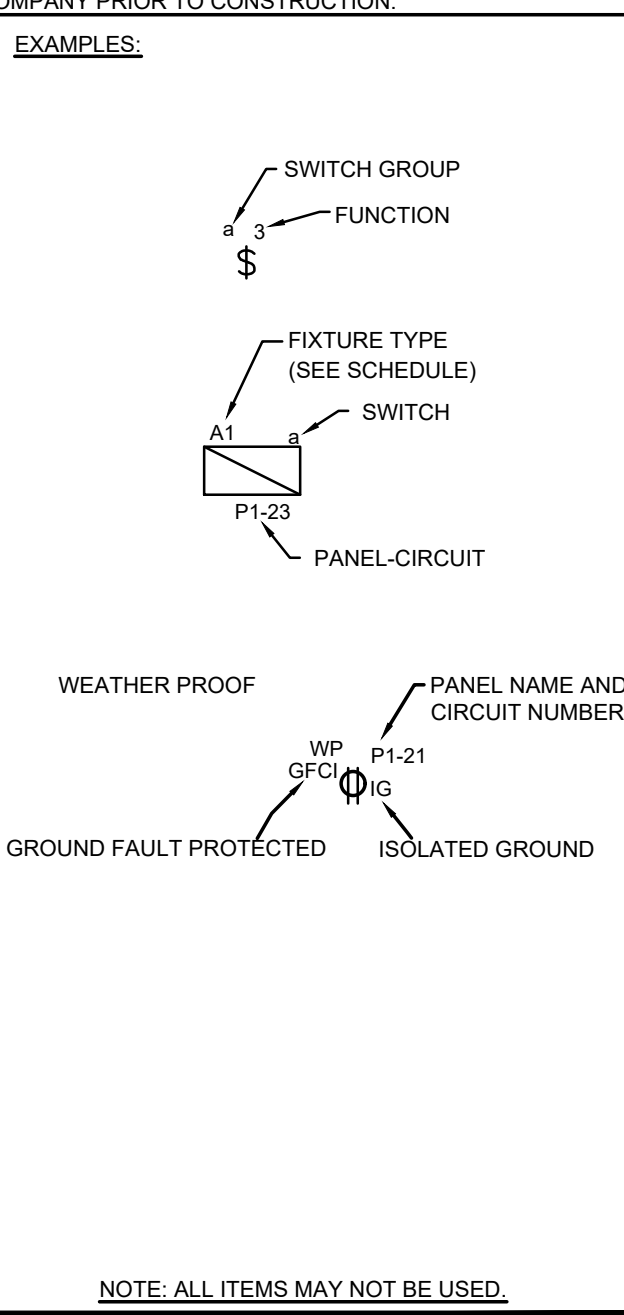 COMPANY PRIOR TO CONSTRUCTION.
EXAMPLES:
SWITCH GROUP
FUNCTION
a 3
$
FIXTURE TYPE
(SEE SCHEDULE)
SWITCH
A1 a
P1-23
PANEL-CIRCUIT
WEATHER PROOF
PANEL NAME AND
CIRCUIT NUMBER
WP P1-21
GFCI IG
GROUND FAULT PROTECTED ISOLATED GROUND
NOTE: ALL ITEMS MAY NOT BE USED.